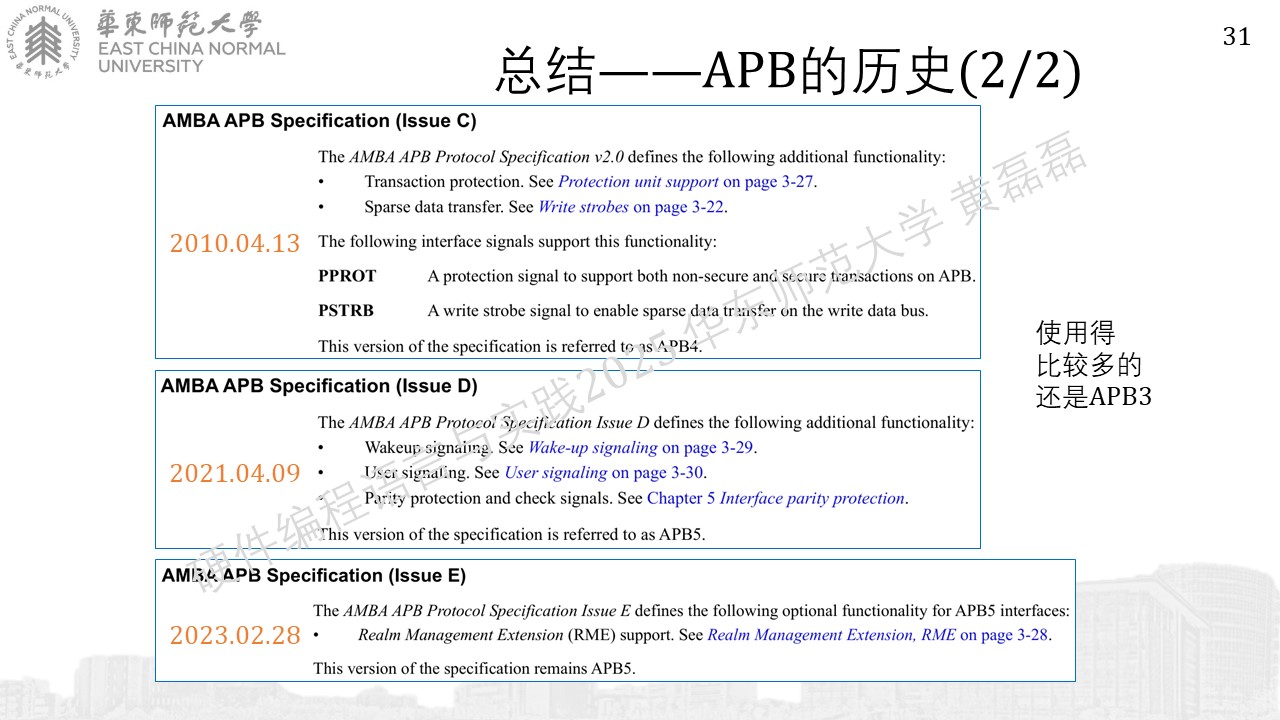 華東師範大學
EAST CHINA NORMAL
UNIVERSITY
EAST CHINA NORMAL UNIVERSITY
華東師範大學
31
总结——APB的历史(2/2)
AMBA APB Specification (Issue C)
The AMBA APB Protocol Specification v2.0 defines the following additional functionality:
• Transaction protection. See Protection unit support on page 3-27.
• Sparse data transfer. See Write strobes on page 3-22.
2010.04.13
The following interface signals support this functionality:
PPROT A protection signal to support both non-secure and secure transactions on APB.
PSTRB A write strobe signal to enable sparse data transfer on the write data bus.
This version of the specification is referred to as APB4.
AMBA APB Specification (Issue D)
The AMBA APB Protocol Specification Issue D defines the following additional functionality:
• Wakeup signaling. See Wake-up signaling on page 3-29.
2021.04.09
• User signaling. See User signaling on page 3-30.
• Parity protection and check signals. See Chapter 5 Interface parity protection.
This version of the specification is referred to as APB5.
AMBA APB Specification (Issue E)
The AMBA APB Protocol Specification Issue E defines the following optional functionality for APB5 interfaces:
2023.02.28
• Realm Management Extension (RME) support. See Realm Management Extension, RME on page 3-28.
This version of the specification remains APB5.
使用得
比较多的
还是APB3
硬件编程语言与实践2025 华东师范大学 黄磊磊